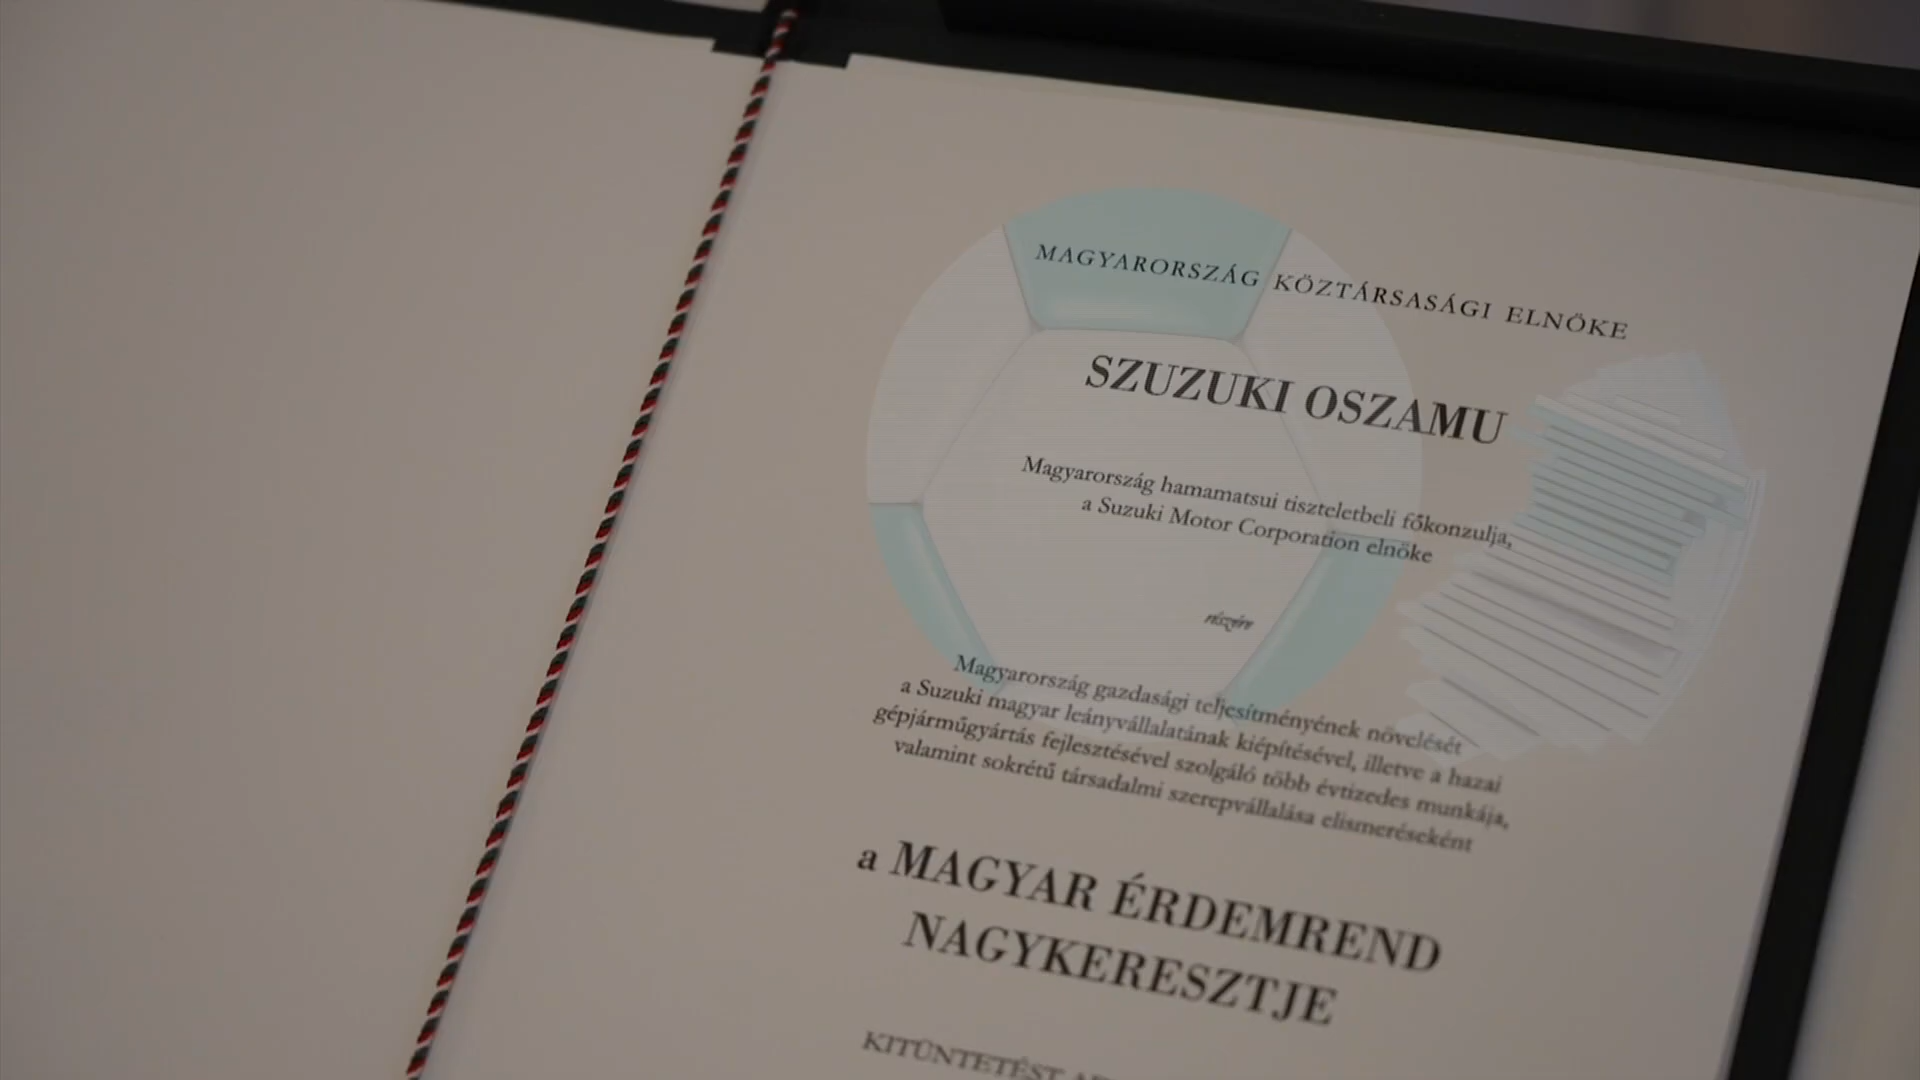 MAGYARORSZÁG KÖZTÁRSASÁGI ELNÖKE
SZUZUKI OSZAMU
Magyarország hamamatsui tiszteletbeli főkonzulja,
a Suzuki Motor Corporation elnöke
részére
Magyarország gazdasági teljesítményének növelését
a Suzuki magyar leányvállalatának kiépítésével, illetve a hazai
gépjárműgyártás fejlesztésével szolgáló több évtizedes munkája,
valamint sokrétű társadalmi szerepvállalása elismeréseként
a MAGYAR ÉRDEMREND
NAGYKERESZTJE
KITÜNTETÉST